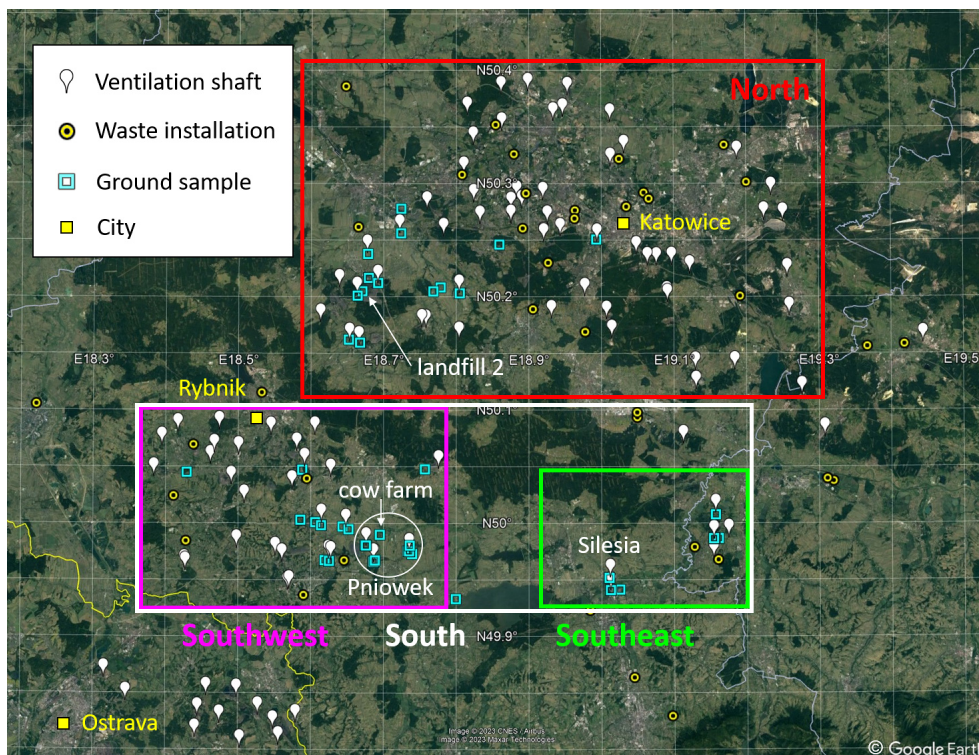 Ventilation shaft
Waste installation
Ground sample
City
North
N50.4°
N50.3°
Katowice
N50.2°
E18.3°
E18.5°
E18.7°
E18.9°
E19.1°
E19.3°
E19.5°
landfill 2
Rybnik
N50.1°
cow farm
N50°
Silesia
Pniowek
Southwest
South
Southeast
N49.9°
Ostrava
Image © 2023 CNES / Airbus
Image © 2023 Maxar Technologies
© Google Ear